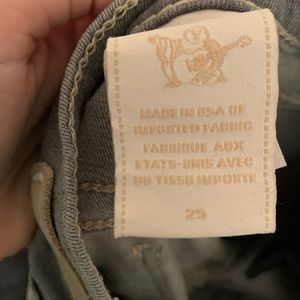 MADE IN USA OF
IMPORTED FABRIC
FABRIQUE AUX
ETATS-UNIS AVEC
DU TISSU IMPORTE
25